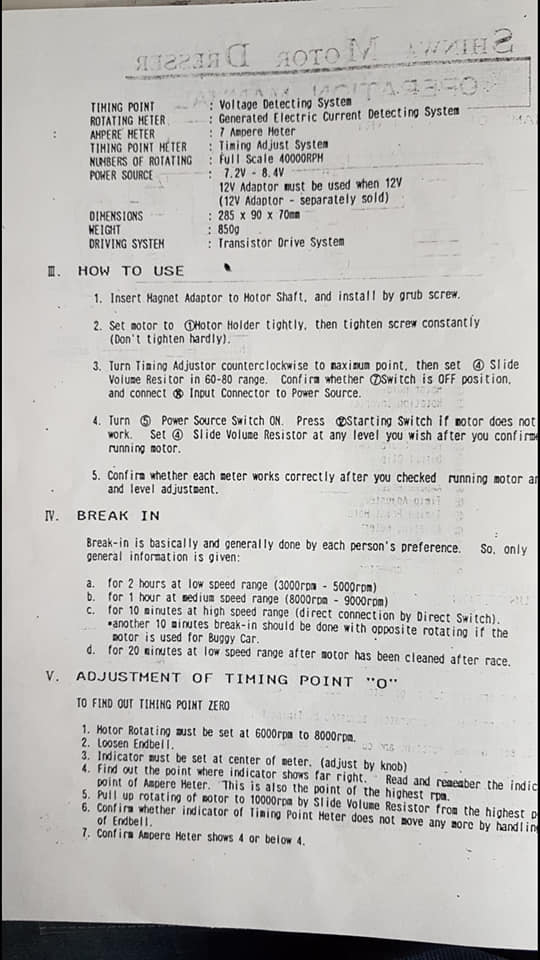 SHINWA MOTOR DRESSER
OPERATION MANUAL
TIMING POINT : Voltage Detecting System
ROTATING METER : Generated Electric Current Detecting System
AMPERE METER : 7 Ampere Meter
TIMING POINT METER : Timing Adjust System
NUMBERS OF ROTATING : Full Scale 40000RPH
POWER SOURCE : 7.2V - 8.4V
12V Adaptor must be used when 12V
(12V Adaptor - separately sold)
DIMENSIONS : 285 x 90 x 70mm
WEIGHT : 850g
DRIVING SYSTEM : Transistor Drive System
Ⅲ. HOW TO USE
1. Insert Magnet Adaptor to Motor Shaft, and install by grub screw.
2. Set motor to ①Motor Holder tightly, then tighten screw constantly
(Don't tighten hardly).
3. Turn Timing Adjustor counterclockwise to maximum point, then set ④ Slide
Volume Resitor in 60-80 range. Confirm whether ⑦Switch is OFF position,
and connect Input Connector to Power Source.
4. Turn ⑤ Power Source Switch ON. Press ⑫Starting Switch if motor does not
work. Set ④ Slide Volume Resistor at any level you wish after you confirm
running motor.
5. Confirm whether each meter works correctly after you checked running motor
and level adjustment.
Ⅳ. BREAK IN
Break-in is basically and generally done by each person's preference. So, only
general information is given:
a. for 2 hours at low speed range (3000rpm - 5000rpm)
b. for 1 hour at medium speed range (8000rpm - 9000rpm)
c. for 10 minutes at high speed range (direct connection by Direct Switch).
*another 10 minutes break-in should be done with opposite rotating if the
motor is used for Buggy Car.
d. for 20 minutes at low speed range after motor has been cleaned after race.
V. ADJUSTMENT OF TIMING POINT "O"
TO FIND OUT TIMING POINT ZERO
1. Motor Rotating must be set at 6000rpm to 8000rpm.
2. Loosen Endbell.
3. Indicator must be set at center of meter. (adjust by knob)
4. Find out the point where indicator shows far right. Read and remember the indic
point of Ampere Meter. This is also the point of the highest rpm.
5. Pull up rotating of motor to 10000rpm by Slide Volume Resistor from the highest p
6. Confirm whether indicator of Timing Point Meter does not move any more by handlin
of Endbell.
7. Confirm Ampere Meter shows 4 or below 4.